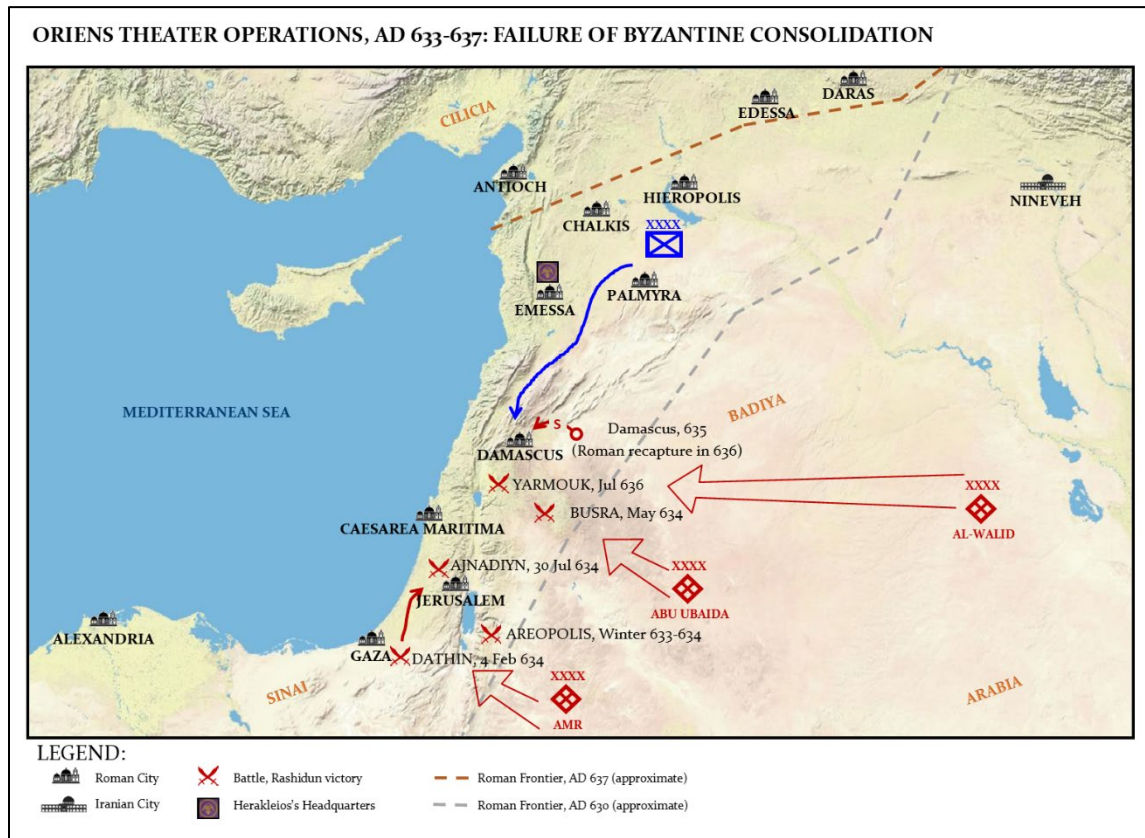 ORIENS THEATER OPERATIONS, AD 633-637: FAILURE OF BYZANTINE CONSOLIDATION
DARAS
EDESSA
CILICIA
ANTIOCH
HIEROPOLIS
NINEVEH
CHALKIS
XXXX
PALMYRA
EMESSA
MEDITERRANEAN SEA
BADIYA
S
Damascus, 635
(Roman recapture in 636)
DAMASCUS
YARMOUK, Jul 636
XXXX
BUSRA, May 634
CAESAREA MARITIMA
AL-WALID
AJNADIYN, 30 Jul 634
XXXX
JERUSALEM
ABU UBAIDA
ALEXANDRIA
AREOPOLIS, Winter 633-634
GAZA
DATHIN, 4 Feb 634
XXXX
SINAI
ARABIA
AMR
LEGEND:
Roman City
Battle, Rashidun victory
Roman Frontier, AD 637 (approximate)
Iranian City
Herakleios's Headquarters
Roman Frontier, AD 630 (approximate)